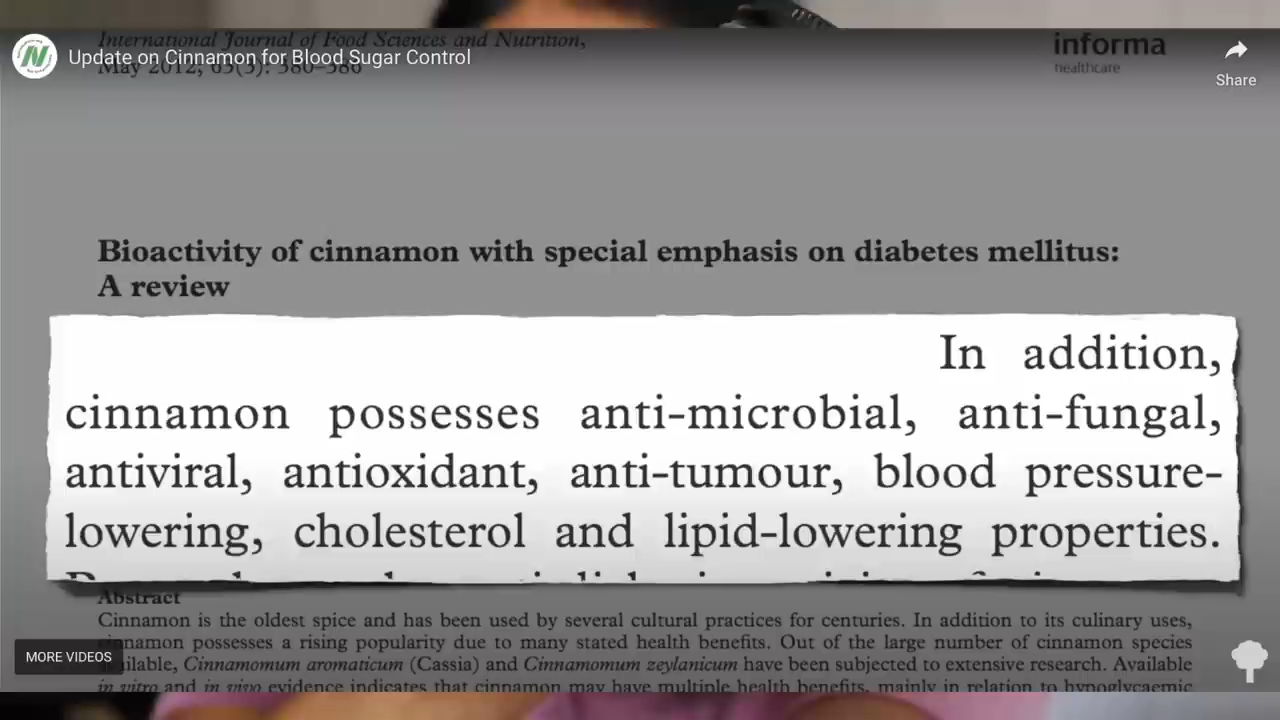 International Journal of Food Sciences and Nutrition,
May 2012; 63(3): 380–386
Update on Cinnamon for Blood Sugar Control
informa
healthcare
Share
Bioactivity of cinnamon with special emphasis on diabetes mellitus:
A review
In addition,
cinnamon possesses anti-microbial, anti-fungal,
antiviral, antioxidant, anti-tumour, blood pressure-
lowering, cholesterol and lipid-lowering properties.
Abstract
Cinnamon is the oldest spice and has been used by several cultural practices for centuries. In addition to its culinary uses,
cinnamon possesses a rising popularity due to many stated health benefits. Out of the large number of cinnamon species
MORE VIDEOS
Cinnamomum aromaticum (Cassia) and Cinnamomum zeylanicum have been subjected to extensive research. Available
in vitro and in vivo evidence indicates that cinnamon may have multiple health benefits, mainly in relation to hypoglycaemic